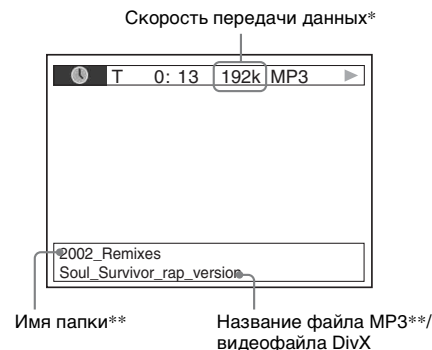 Скорость передачи данных*
T 0: 13 192k MP3
2002_Remixes
Soul_Survivor_rap_version
Имя папки**
Название файла MP3**/
видеофайла DivX